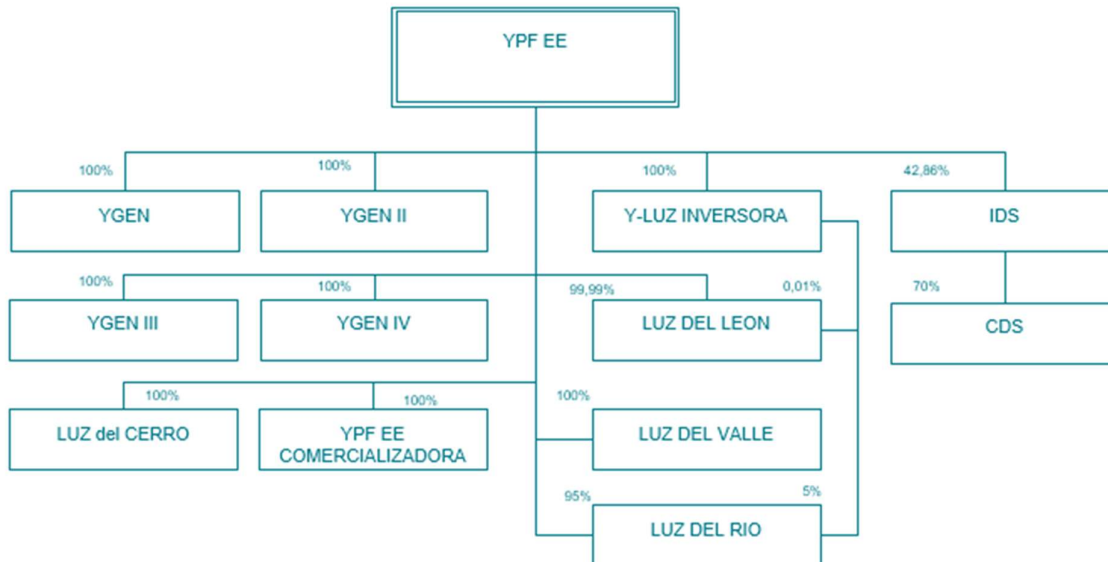 YPF EE
100%
100%
100%
42,86%
YGEN
YGEN II
Y-LUZ INVERSORA
IDS
100%
100%
99,99%
0,01%
70%
YGEN III
YGEN IV
LUZ DEL LEON
CDS
100%
100%
100%
LUZ del CERRO
YPF EE
COMERCIALIZADORA
LUZ DEL VALLE
95%
5%
LUZ DEL RIO